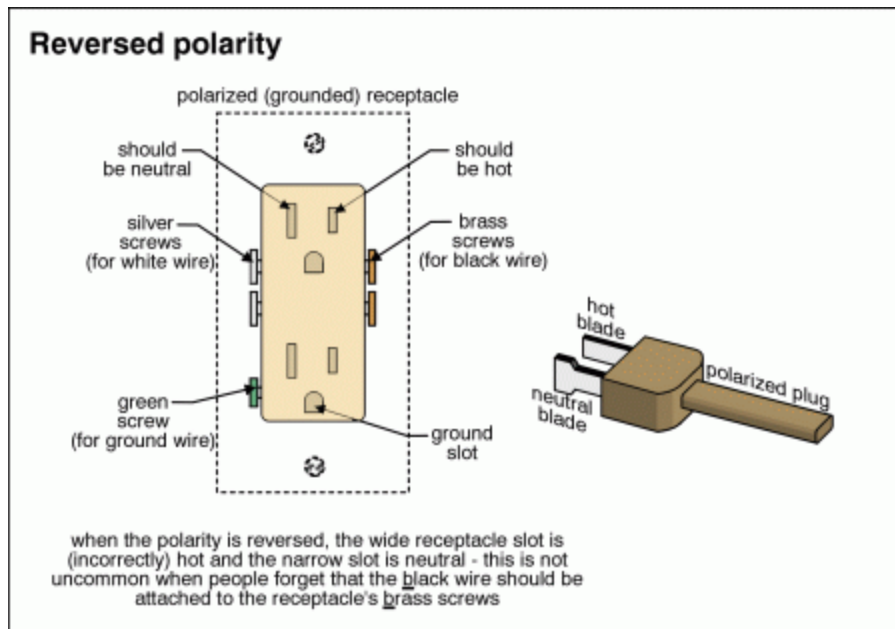 Reversed polarity
polarized (grounded) receptacle
should
be neutral
should
be hot
silver
screws
(for white wire)
brass
screws
(for black wire)
hot
blade
polarized plug
neutral
blade
green
screw
(for ground wire)
ground
slot
when the polarity is reversed, the wide receptacle slot is
(incorrectly) hot and the narrow slot is neutral - this is not
uncommon when people forget that the black wire should be
attached to the receptacle's brass screws